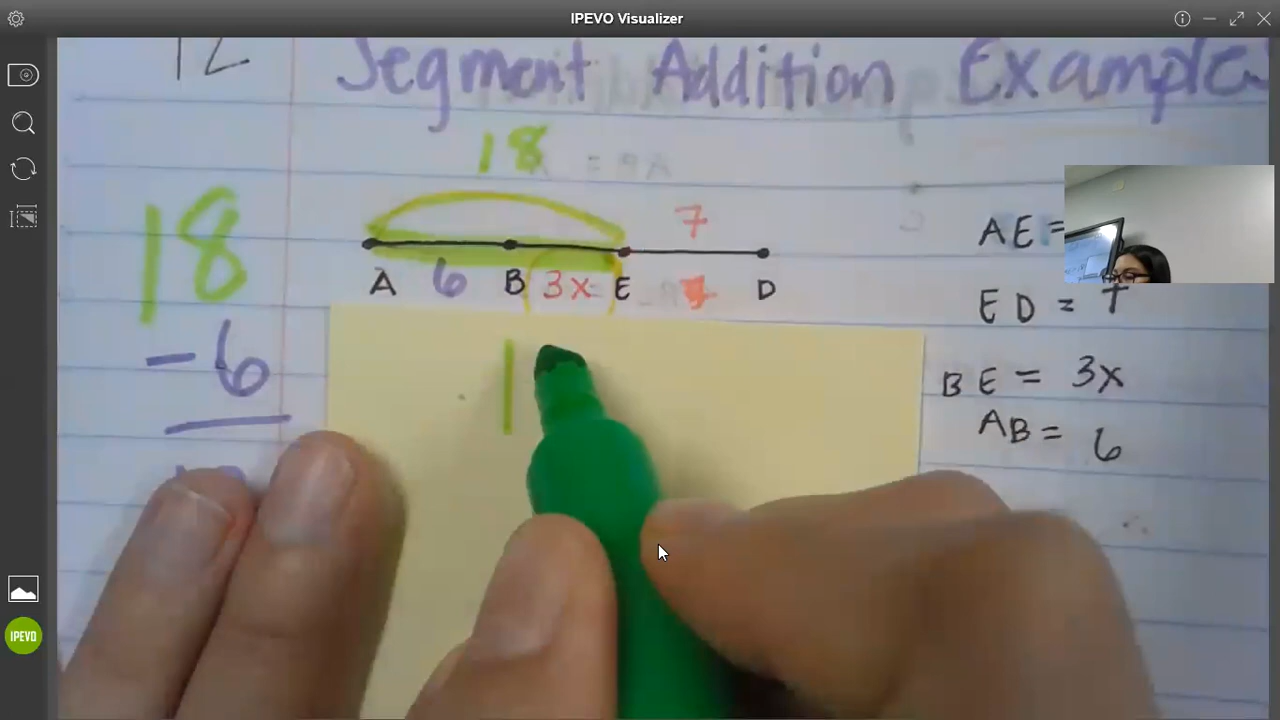 IPEVO Visualizer
12
Segment Addition Example
18
18
7
A 6 B 3x E D
AE =
- 6
ED = 7
BE = 3x
AB = 6
1
IPEVO